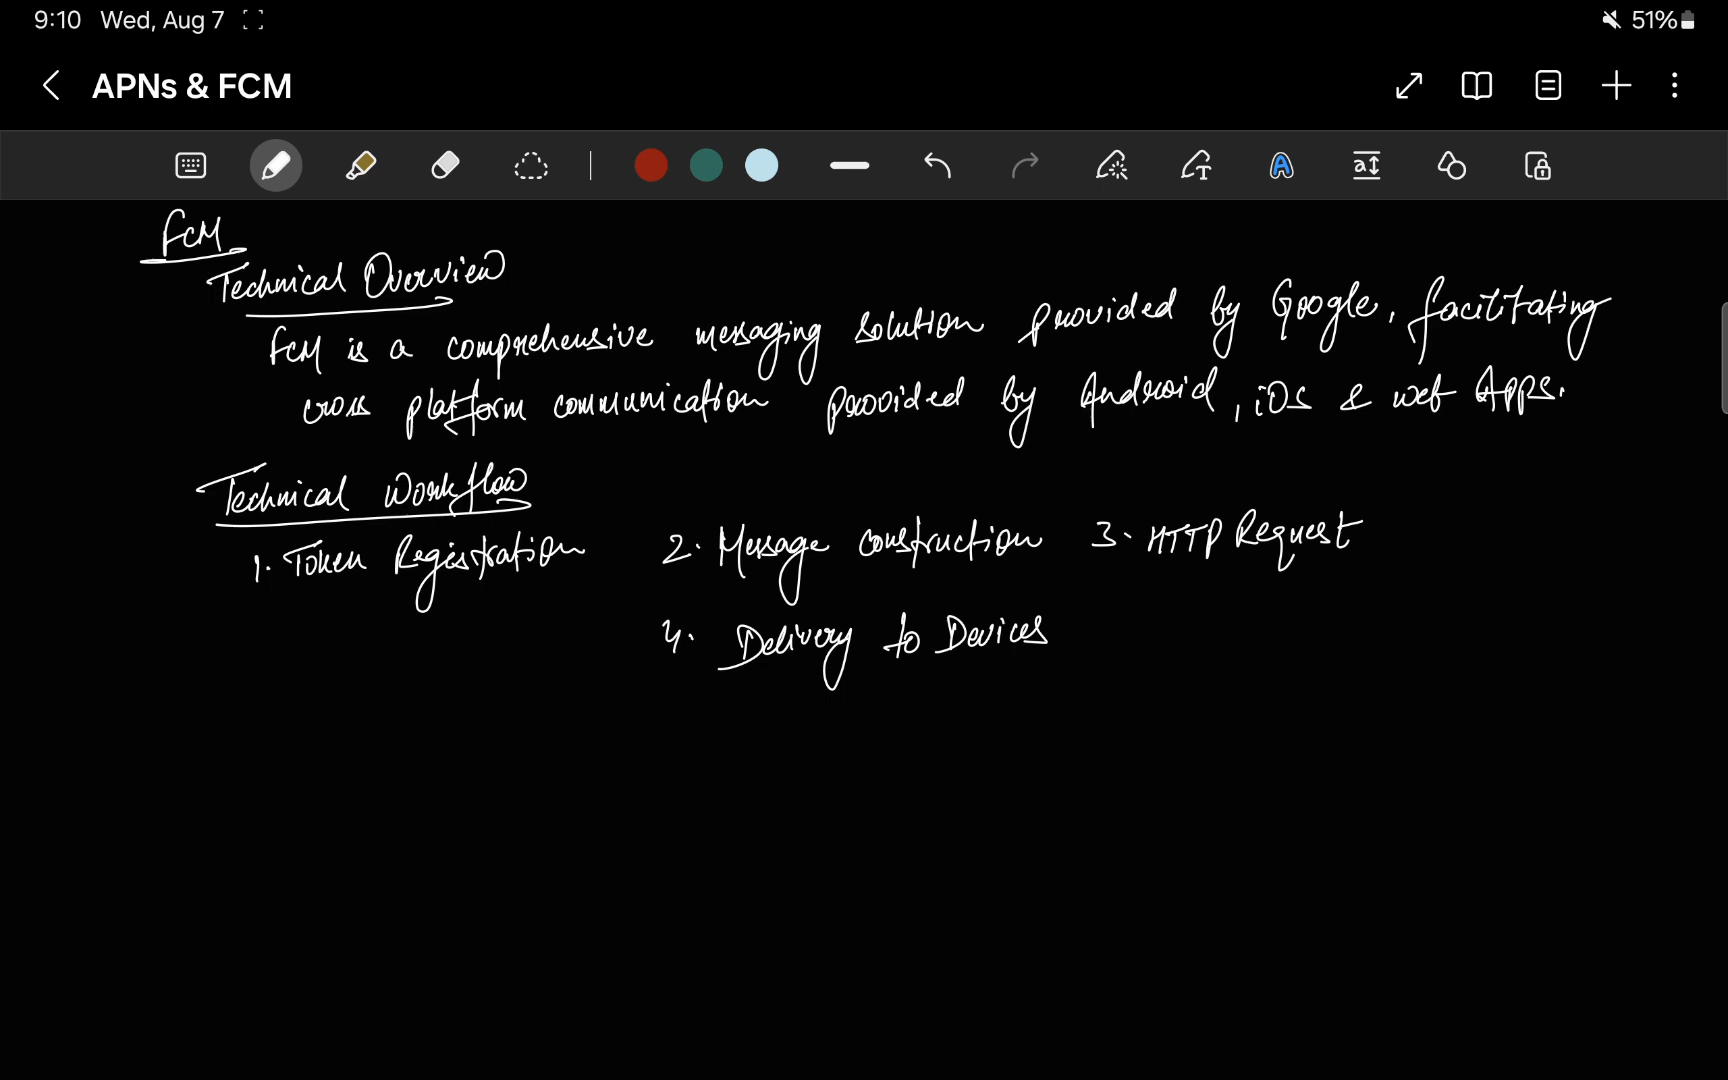 9:10 Wed, Aug 7 51%
APNs & FCM
FCM
Technical Overview
FCM is a comprehensive messaging solution provided by Google, facilitating
cross platform communication provided by Android, iOS & web Apps.
Technical Workflow
1. Token Registration 2. Message construction 3. HTTP Request
4. Delivery to Devices